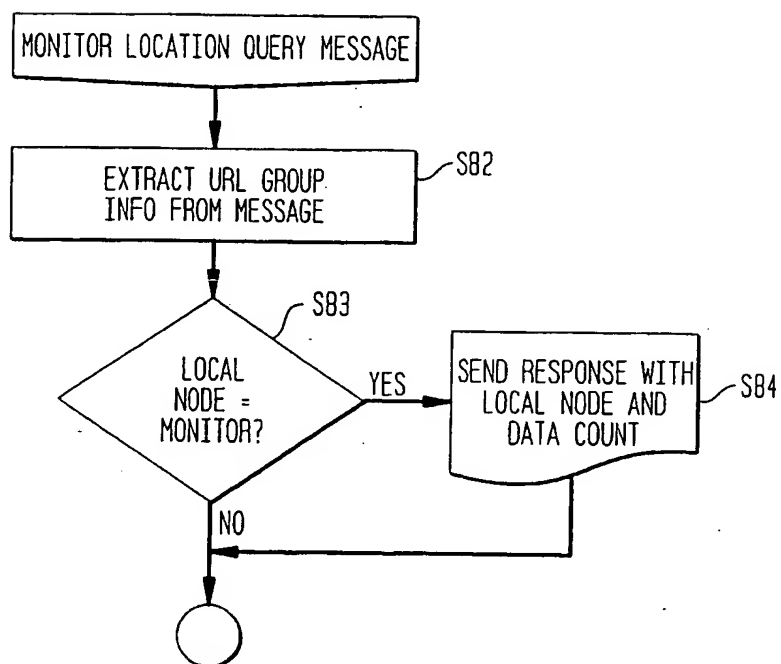 MONITOR LOCATION QUERY MESSAGE
EXTRACT URL GROUP
INFO FROM MESSAGE
S82
S83
LOCAL
NODE =
MONITOR?
YES
SEND RESPONSE WITH
LOCAL NODE AND
DATA COUNT
S84
NO